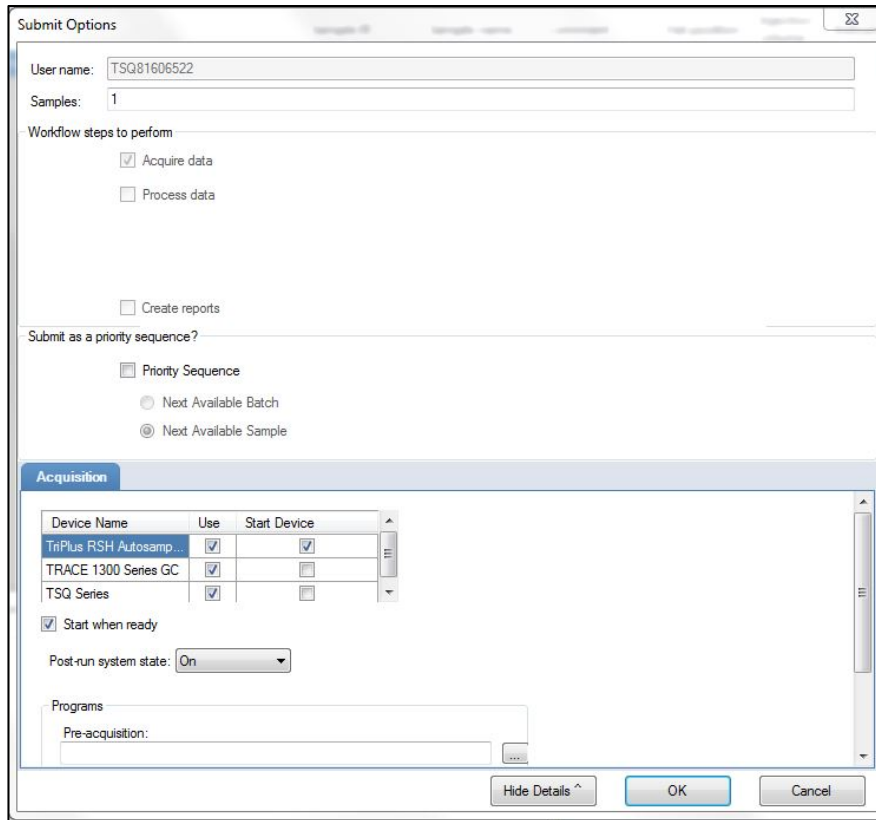 Submit Options
User name: TSQ81606522
Samples: 1
Workflow steps to perform
Acquire data
Process data
Create reports
Submit as a priority sequence?
Priority Sequence
Next Available Batch
Next Available Sample
Acquisition
Device Name Use Start Device
TriPlus RSH Autosamp...
TRACE 1300 Series GC
TSQ Series
Start when ready
Post-run system state: On
Programs
Pre-acquisition:
...
Hide Details ^ OK Cancel